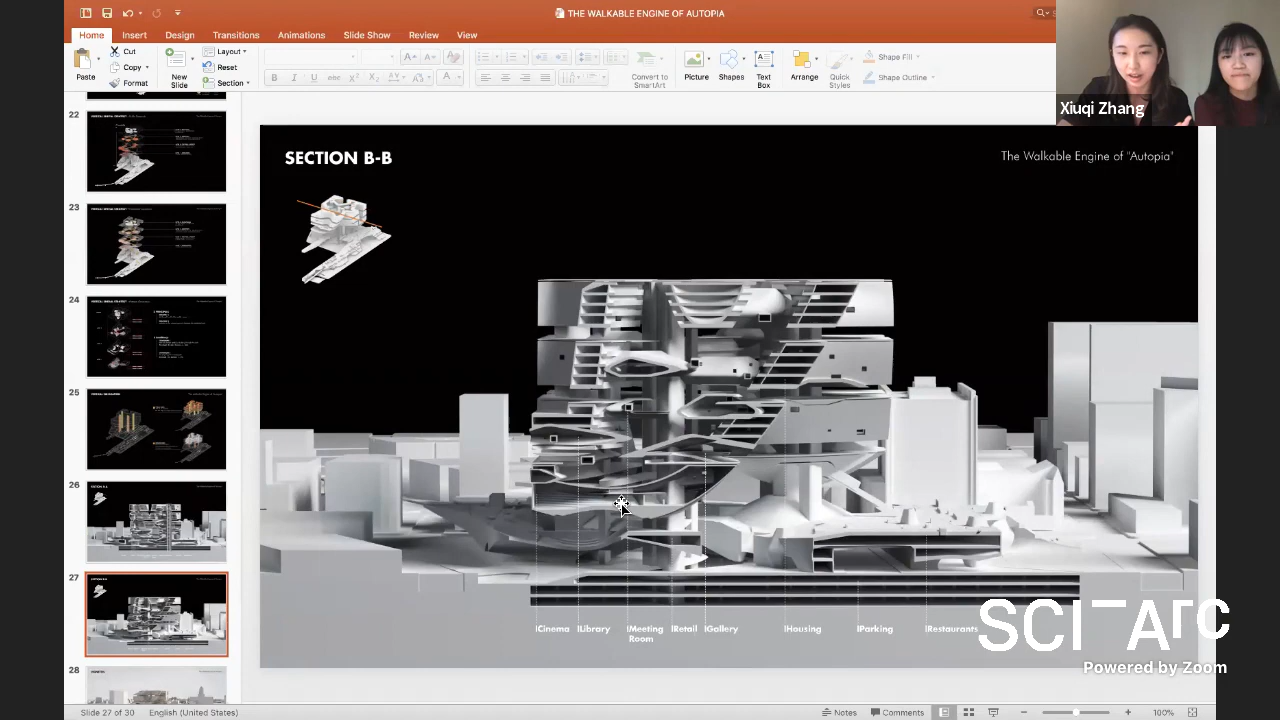 THE WALKABLE ENGINE OF AUTOPIA
Home Insert Design Transitions Animations Slide Show Review View
Paste
Cut
Copy
Format
New
Slide
Layout
Reset
Section
B I U
Convert to
SmartArt
Picture
Shapes
Text
Box
Arrange
Quick
Styles
Shape Fill
Shape Outline
Xiuqi Zhang
22
23
24
25
26
27
28
SECTION B-B
The Walkable Engine of "Autopia"
Cinema
Library
Meeting
Room
Retail
Gallery
Housing
Parking
Restaurants
SCI-Arc
Powered by Zoom
Slide 27 of 30 English (United States) Notes Comments 100%